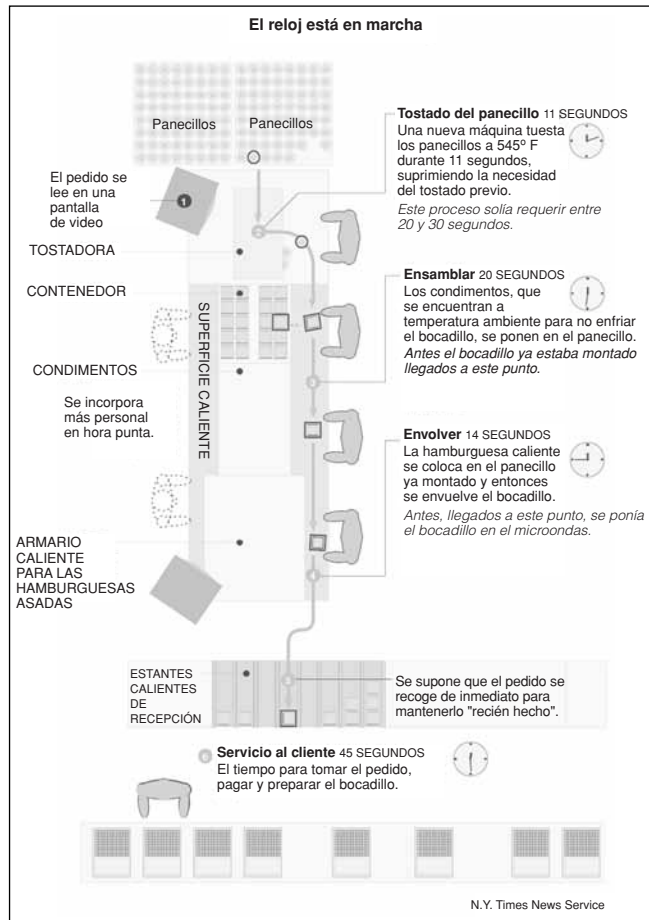 El reloj está en marcha
Panecillos
Panecillos
Tostado del panecillo 11 SEGUNDOS
Una nueva máquina tuesta
los panecillos a 545º F
durante 11 segundos,
suprimiendo la necesidad
del tostado previo.
Este proceso solía requerir entre
20 y 30 segundos.
El pedido se
lee en una
pantalla
de video
1
2
TOSTADORA
CONTENEDOR
SUPERFICIE CALIENTE
Ensamblar 20 SEGUNDOS
Los condimentos, que
se encuentran a
temperatura ambiente para no enfriar
el bocadillo, se ponen en el panecillo.
Antes el bocadillo ya estaba montado
llegados a este punto.
CONDIMENTOS
3
Se incorpora
más personal
en hora punta.
Envolver 14 SEGUNDOS
La hamburguesa caliente
se coloca en el panecillo
ya montado y entonces
se envuelve el bocadillo.
Antes, llegados a este punto, se ponía
el bocadillo en el microondas.
ARMARIO
CALIENTE
PARA LAS
HAMBURGUESAS
ASADAS
4
ESTANTES
CALIENTES
DE
RECEPCIÓN
5
Se supone que el pedido se
recoge de inmediato para
mantenerlo "recién hecho".
6 Servicio al cliente 45 SEGUNDOS
El tiempo para tomar el pedido,
pagar y preparar el bocadillo.
N.Y. Times News Service